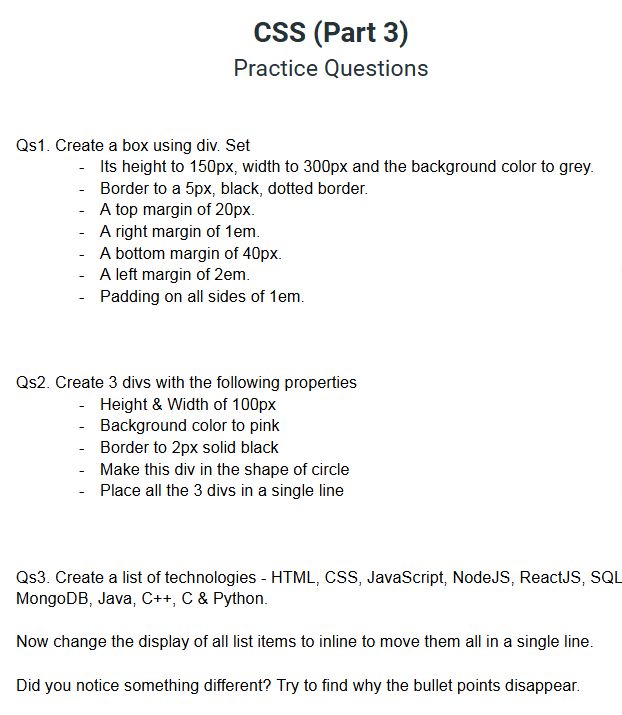 CSS (Part 3)
Practice Questions
Qs1. Create a box using div. Set
- Its height to 150px, width to 300px and the background color to grey.
- Border to a 5px, black, dotted border.
- A top margin of 20px.
- A right margin of 1em.
- A bottom margin of 40px.
- A left margin of 2em.
- Padding on all sides of 1em.
Qs2. Create 3 divs with the following properties
- Height & Width of 100px
- Background color to pink
- Border to 2px solid black
- Make this div in the shape of circle
- Place all the 3 divs in a single line
Qs3. Create a list of technologies - HTML, CSS, JavaScript, NodeJS, ReactJS, SQL
MongoDB, Java, C++, C & Python.
Now change the display of all list items to inline to move them all in a single line.
Did you notice something different? Try to find why the bullet points disappear.